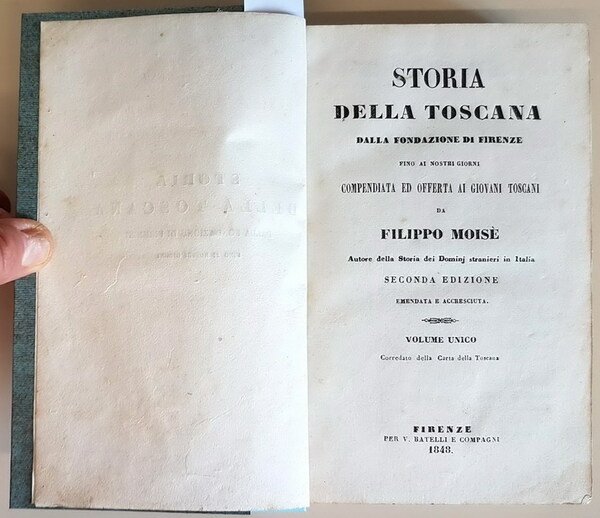 STORIA
DELLA TOSCANA
DALLA FONDAZIONE DI FIRENZE
FINO AI NOSTRI GIORNI
COMPENDIATA ED OFFERTA AI GIOVANI TOSCANI
DA
FILIPPO MOISÈ
Autore della Storia dei Dominj stranieri in Italia
SECONDA EDIZIONE
EMENDATA E ACCRESCIUTA.
VOLUME UNICO
Corredato della Carta della Toscana
FIRENZE
PER V. BATELLI E COMPAGNI
1848.